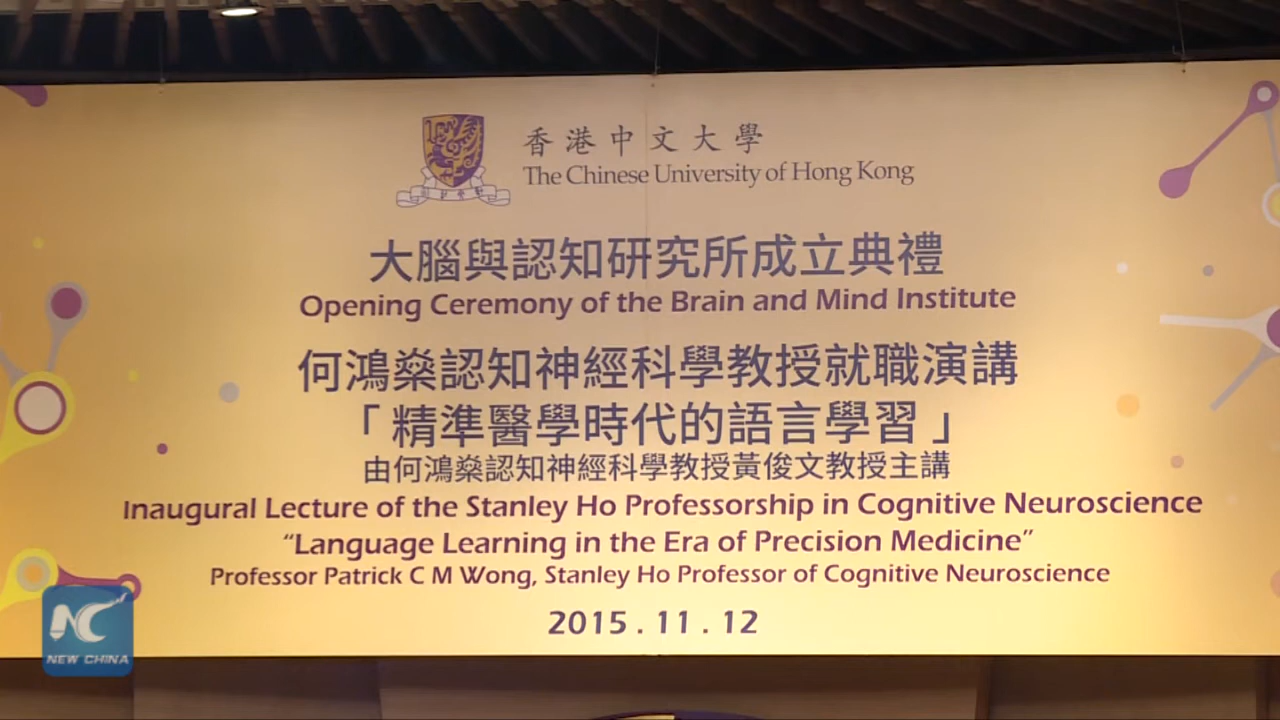 香港中文大學
The Chinese University of Hong Kong
大腦與認知研究所成立典禮
Opening Ceremony of the Brain and Mind Institute
何鴻燊認知神經科學教授就職演講
「精準醫學時代的語言學習」
由何鴻燊認知神經科學教授黃俊文教授主講
Inaugural Lecture of the Stanley Ho Professorship in Cognitive Neuroscience
“Language Learning in the Era of Precision Medicine”
Professor Patrick C M Wong, Stanley Ho Professor of Cognitive Neuroscience
2015 . 11 . 12
NC
NEW CHINA